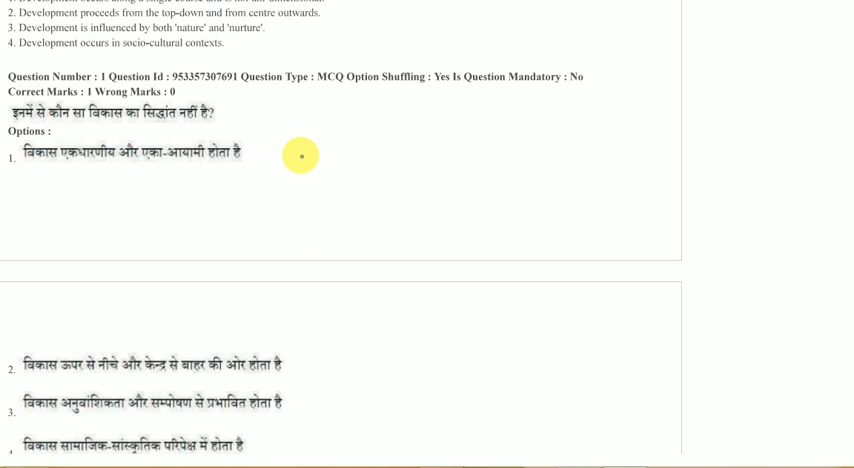 2. Development proceeds from the top-down and from centre outwards.
3. Development is influenced by both 'nature' and 'nurture'.
4. Development occurs in socio-cultural contexts.
Question Number : 1 Question Id : 953357307691 Question Type : MCQ Option Shuffling : Yes Is Question Mandatory : No
Correct Marks : 1 Wrong Marks : 0
इनमें से कौन सा विकास का सिद्धांत नहीं है?
Options :
1. विकास एकधारणीय और एका-आयामी होता है
2. विकास ऊपर से नीचे और केन्द्र से बाहर की ओर होता है
3. विकास अनुवांशिकता और सम्पोषण से प्रभावित होता है
विकास सामाजिक-सांस्कृतिक परिपेक्ष में होता है